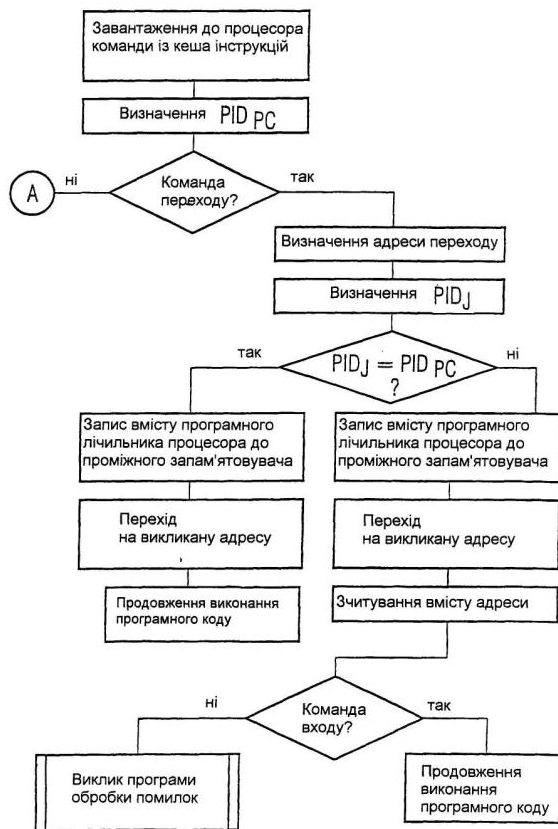 Завантаження до процесора
команди із кеша інструкцій
Визначення PID PC
А
ні
Команда
переходу?
так
Визначення адреси переходу
Визначення PID J
так
PID J = PID PC
?
ні
Запис вмісту програмного
лічильника процесора до
проміжного запам'ятовувача
Запис вмісту програмного
лічильника процесора до
проміжного запам'ятовувача
Перехід
на викликану адресу
Перехід
на викликану адресу
Продовження виконання
програмного коду
Зчитування вмісту адреси
ні
Команда
входу?
так
Виклик програми
обробки помилок
Продовження
виконання
програмного коду